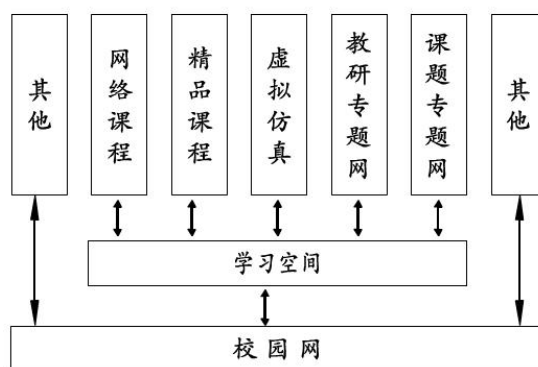 其他
网络课程
精品课程
虚拟仿真
教研专题网
课题专题网
其他
学习空间
校园网